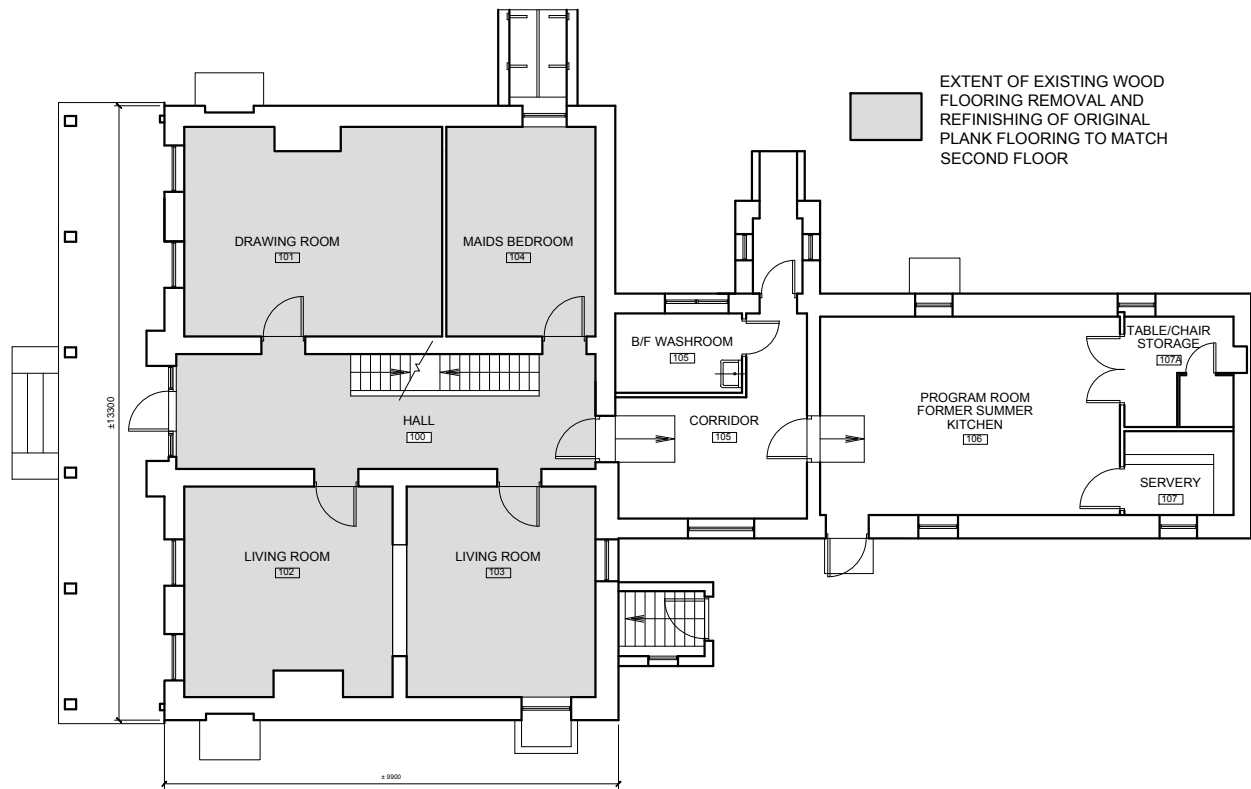 EXTENT OF EXISTING WOOD
FLOORING REMOVAL AND
REFINISHING OF ORIGINAL
PLANK FLOORING TO MATCH
SECOND FLOOR
DRAWING ROOM
101
MAIDS BEDROOM
104
B/F WASHROOM
105
TABLE/CHAIR
STORAGE
107A
HALL
100
CORRIDOR
105
PROGRAM ROOM
FORMER SUMMER
KITCHEN
106
SERVERY
107
LIVING ROOM
102
LIVING ROOM
103
±13300
± 9900